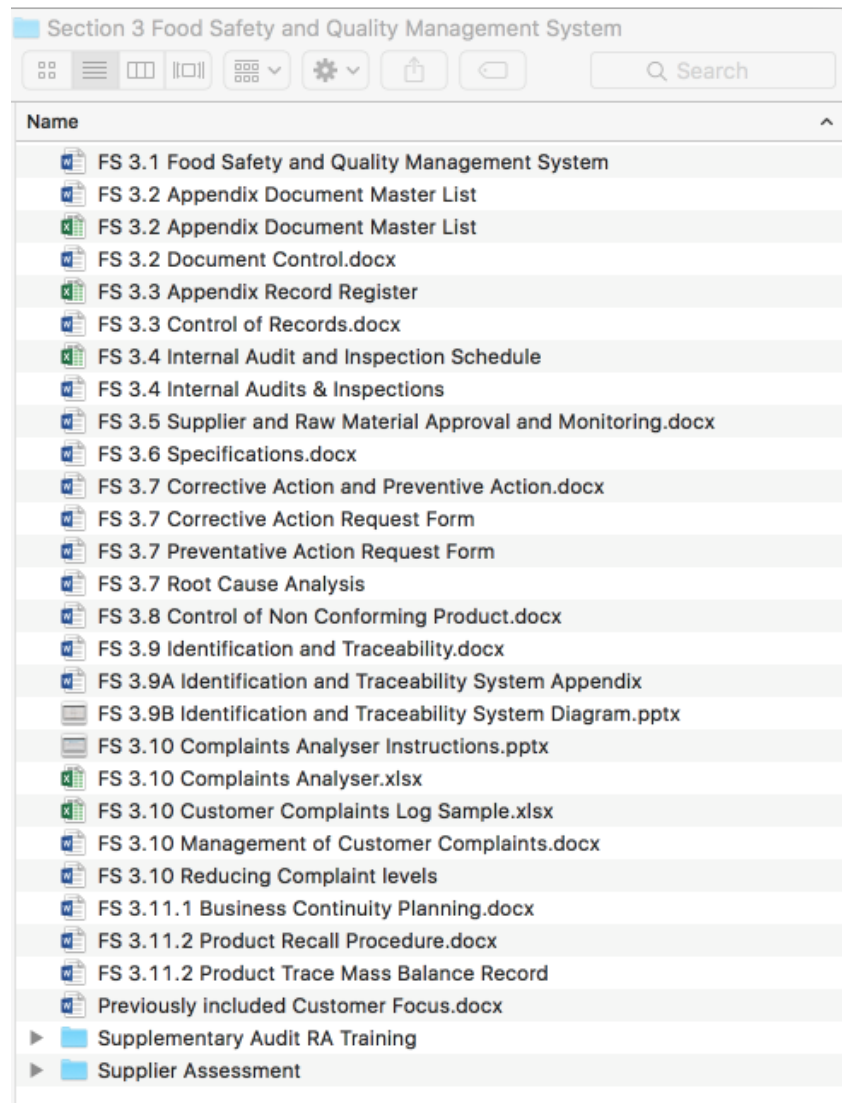 Section 3 Food Safety and Quality Management System
Search
Name
FS 3.1 Food Safety and Quality Management System
FS 3.2 Appendix Document Master List
FS 3.2 Appendix Document Master List
FS 3.2 Document Control.docx
FS 3.3 Appendix Record Register
FS 3.3 Control of Records.docx
FS 3.4 Internal Audit and Inspection Schedule
FS 3.4 Internal Audits & Inspections
FS 3.5 Supplier and Raw Material Approval and Monitoring.docx
FS 3.6 Specifications.docx
FS 3.7 Corrective Action and Preventive Action.docx
FS 3.7 Corrective Action Request Form
FS 3.7 Preventative Action Request Form
FS 3.7 Root Cause Analysis
FS 3.8 Control of Non Conforming Product.docx
FS 3.9 Identification and Traceability.docx
FS 3.9A Identification and Traceability System Appendix
FS 3.9B Identification and Traceability System Diagram.pptx
FS 3.10 Complaints Analyser Instructions.pptx
FS 3.10 Complaints Analyser.xlsx
FS 3.10 Customer Complaints Log Sample.xlsx
FS 3.10 Management of Customer Complaints.docx
FS 3.10 Reducing Complaint levels
FS 3.11.1 Business Continuity Planning.docx
FS 3.11.2 Product Recall Procedure.docx
FS 3.11.2 Product Trace Mass Balance Record
Previously included Customer Focus.docx
Supplementary Audit RA Training
Supplier Assessment